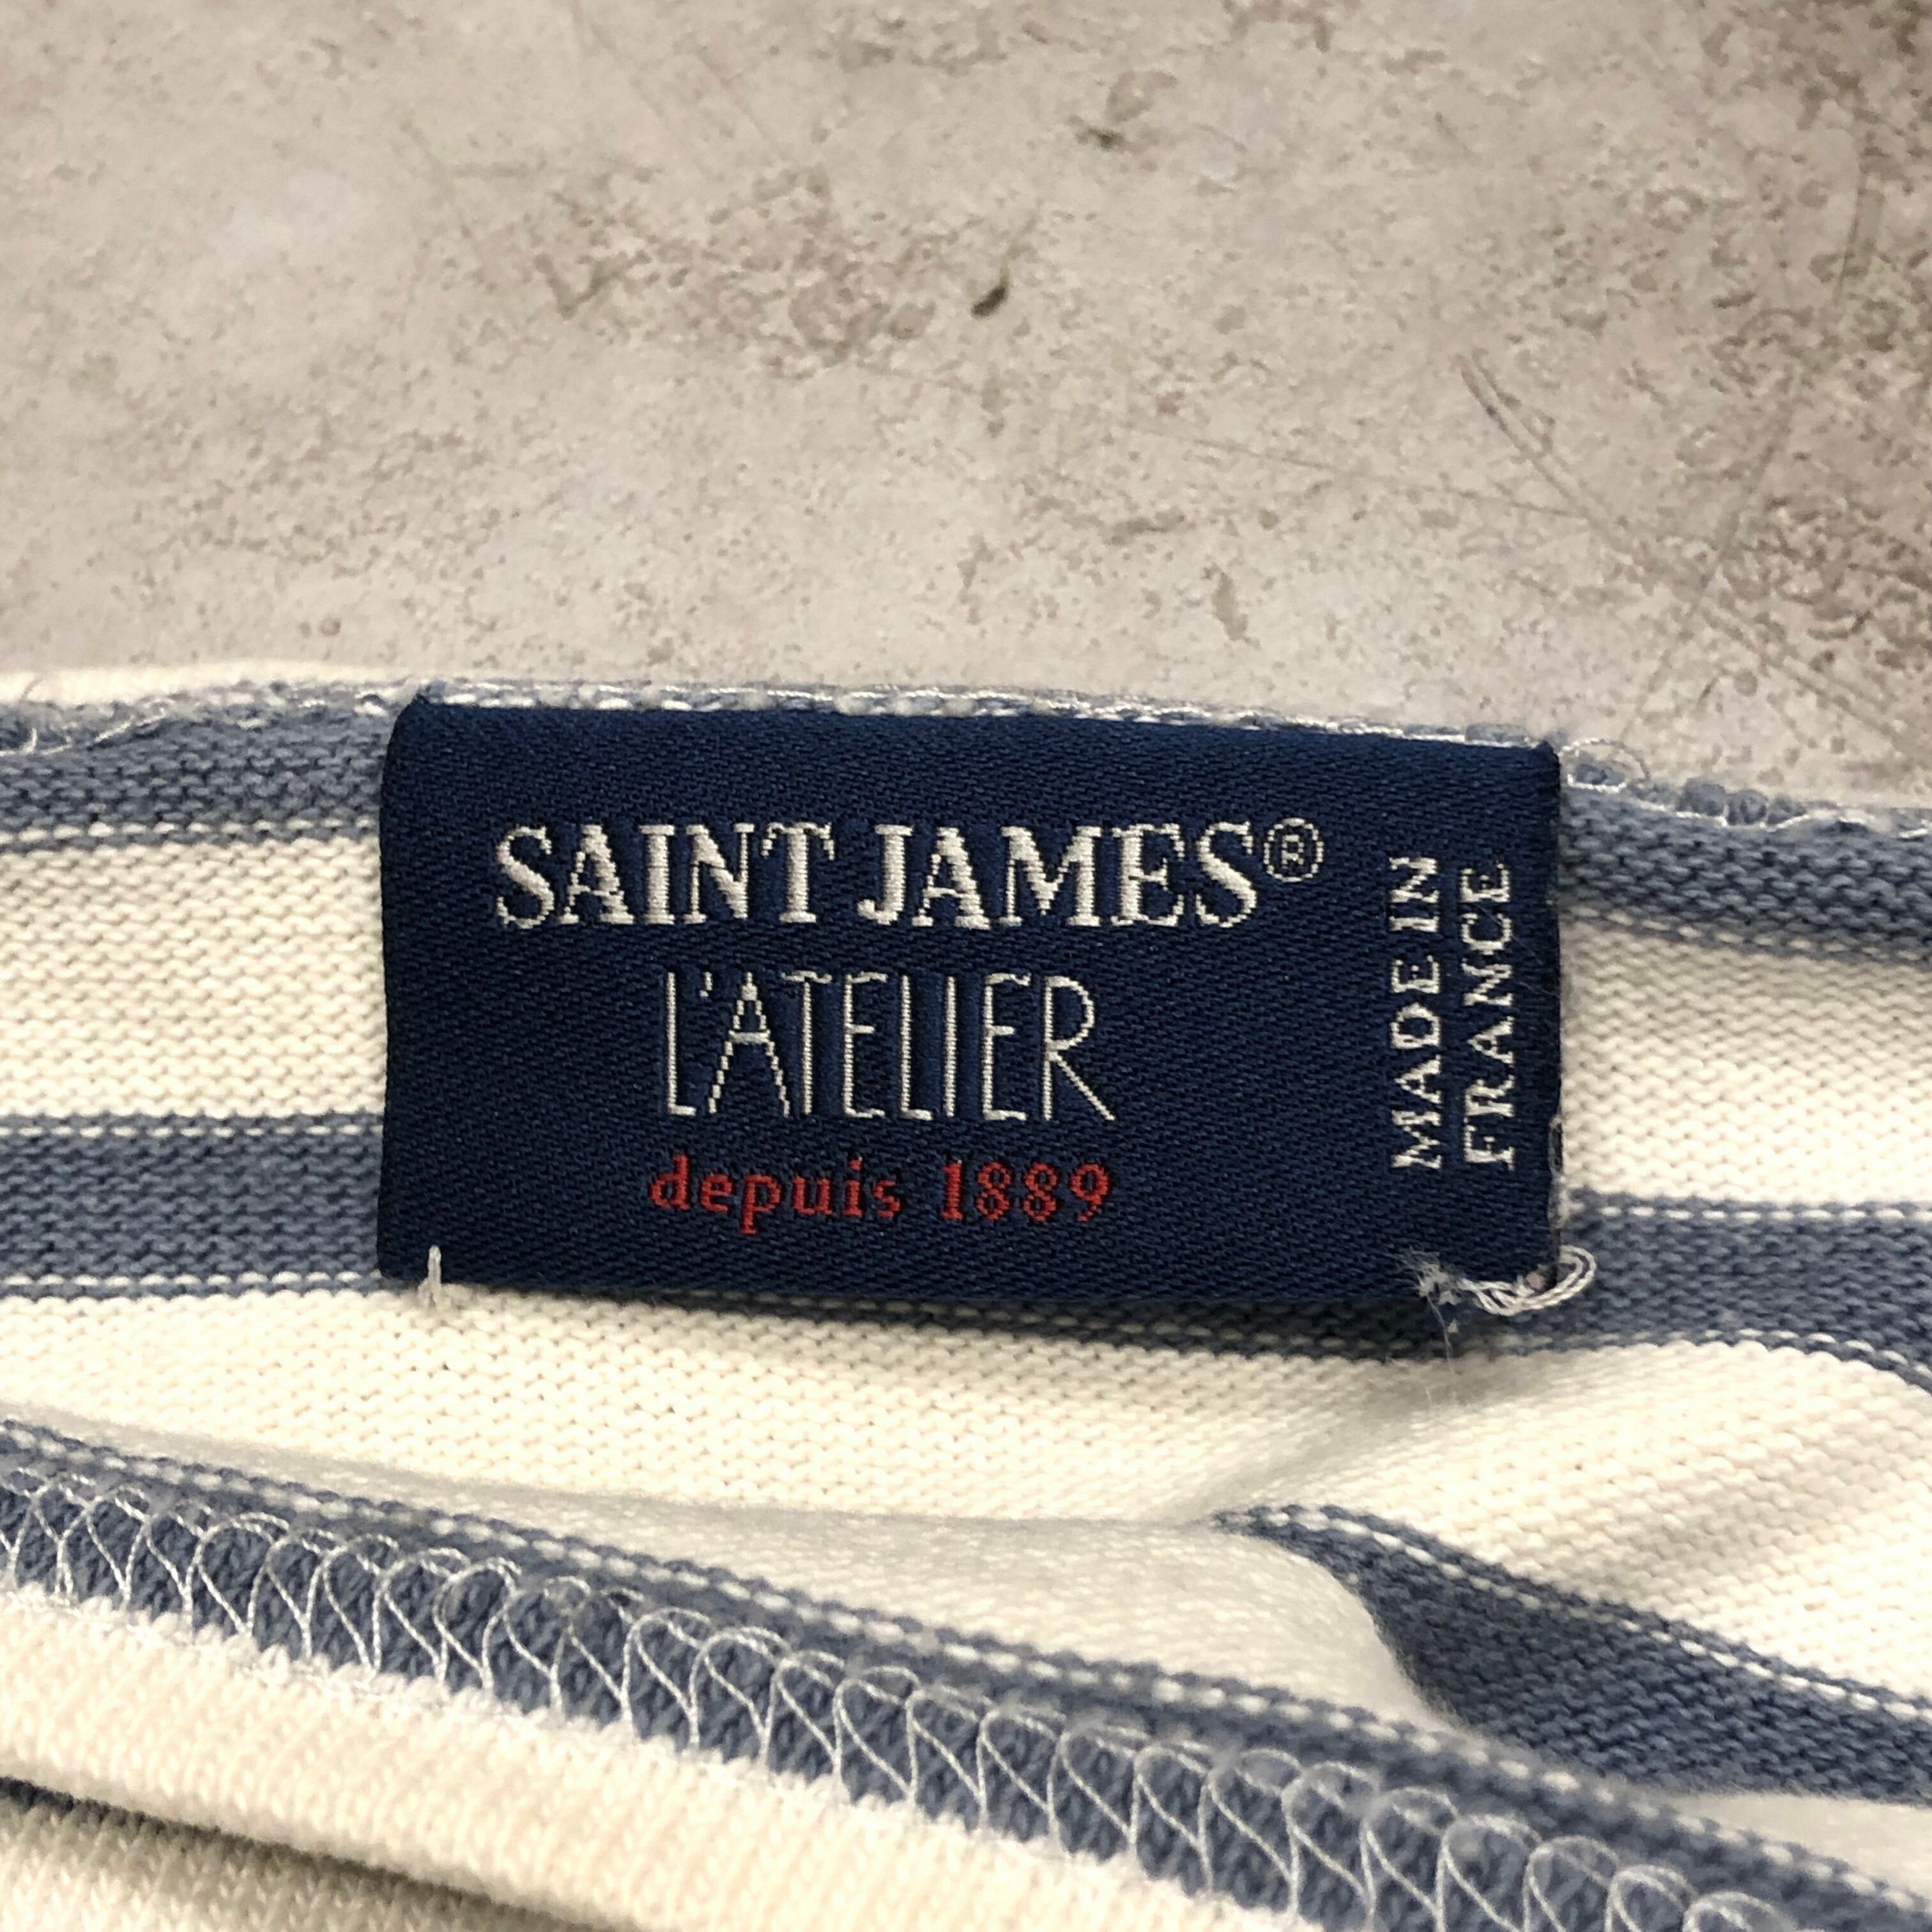 SAINT JAMES®
L'ATELIER
depuis 1889
MADE IN
FRANCE